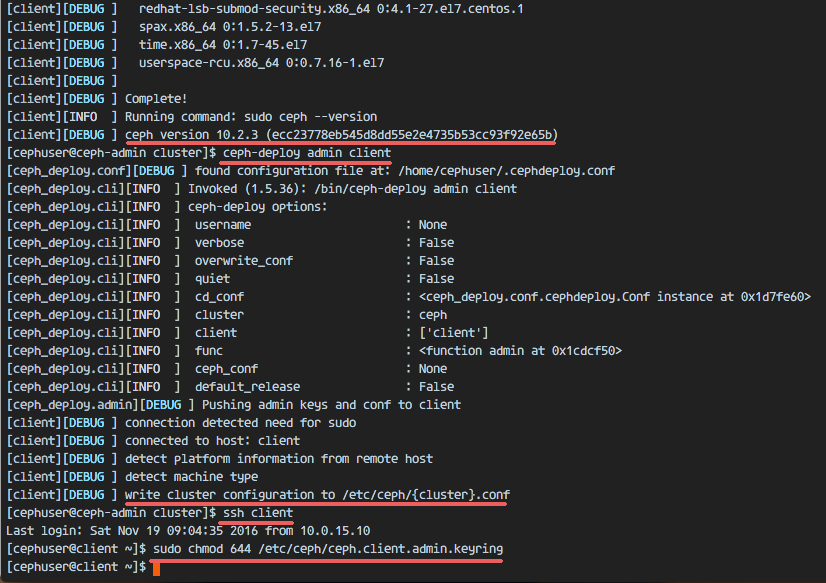 [client][DEBUG ]   redhat-lsb-submod-security.x86_64 0:4.1-27.el7.centos.1
[client][DEBUG ]   spax.x86_64 0:1.5.2-13.el7
[client][DEBUG ]   time.x86_64 0:1.7-45.el7
[client][DEBUG ]   userspace-rcu.x86_64 0:0.7.16-1.el7
[client][DEBUG ]
[client][DEBUG ] Complete!
[client][INFO  ] Running command: sudo ceph --version
[client][DEBUG ] ceph version 10.2.3 (ecc23778eb545d8dd55e2e4735b53cc93f92e65b)
[cephuser@ceph-admin cluster]$ ceph-deploy admin client
[ceph_deploy.conf][DEBUG ] found configuration file at: /home/cephuser/.cephdeploy.conf
[ceph_deploy.cli][INFO  ] Invoked (1.5.36): /bin/ceph-deploy admin client
[ceph_deploy.cli][INFO  ] ceph-deploy options:
[ceph_deploy.cli][INFO  ]  username                      : None
[ceph_deploy.cli][INFO  ]  verbose                       : False
[ceph_deploy.cli][INFO  ]  overwrite_conf                : False
[ceph_deploy.cli][INFO  ]  quiet                         : False
[ceph_deploy.cli][INFO  ]  cd_conf                       : <ceph_deploy.conf.cephdeploy.Conf instance at 0x1d7fe60>
[ceph_deploy.cli][INFO  ]  cluster                       : ceph
[ceph_deploy.cli][INFO  ]  client                        : ['client']
[ceph_deploy.cli][INFO  ]  func                          : <function admin at 0x1cdcf50>
[ceph_deploy.cli][INFO  ]  ceph_conf                     : None
[ceph_deploy.cli][INFO  ]  default_release               : False
[ceph_deploy.admin][DEBUG ] Pushing admin keys and conf to client
[client][DEBUG ] connection detected need for sudo
[client][DEBUG ] connected to host: client
[client][DEBUG ] detect platform information from remote host
[client][DEBUG ] detect machine type
[client][DEBUG ] write cluster configuration to /etc/ceph/{cluster}.conf
[cephuser@ceph-admin cluster]$ ssh client
Last login: Sat Nov 19 09:04:35 2016 from 10.0.15.10
[cephuser@client ~]$ sudo chmod 644 /etc/ceph/ceph.client.admin.keyring
[cephuser@client ~]$